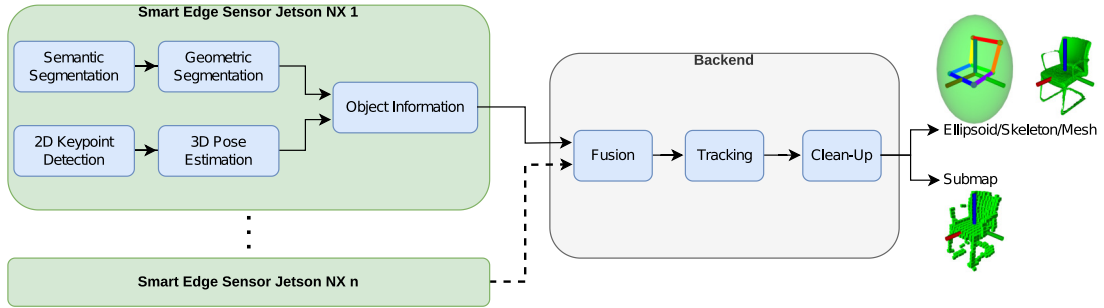 Smart Edge Sensor Jetson NX 1
Semantic
Segmentation
Geometric
Segmentation
Object Information
2D Keypoint
Detection
3D Pose
Estimation
Smart Edge Sensor Jetson NX n
Backend
Fusion
Tracking
Clean-Up
Ellipsoid/Skeleton/Mesh
Submap